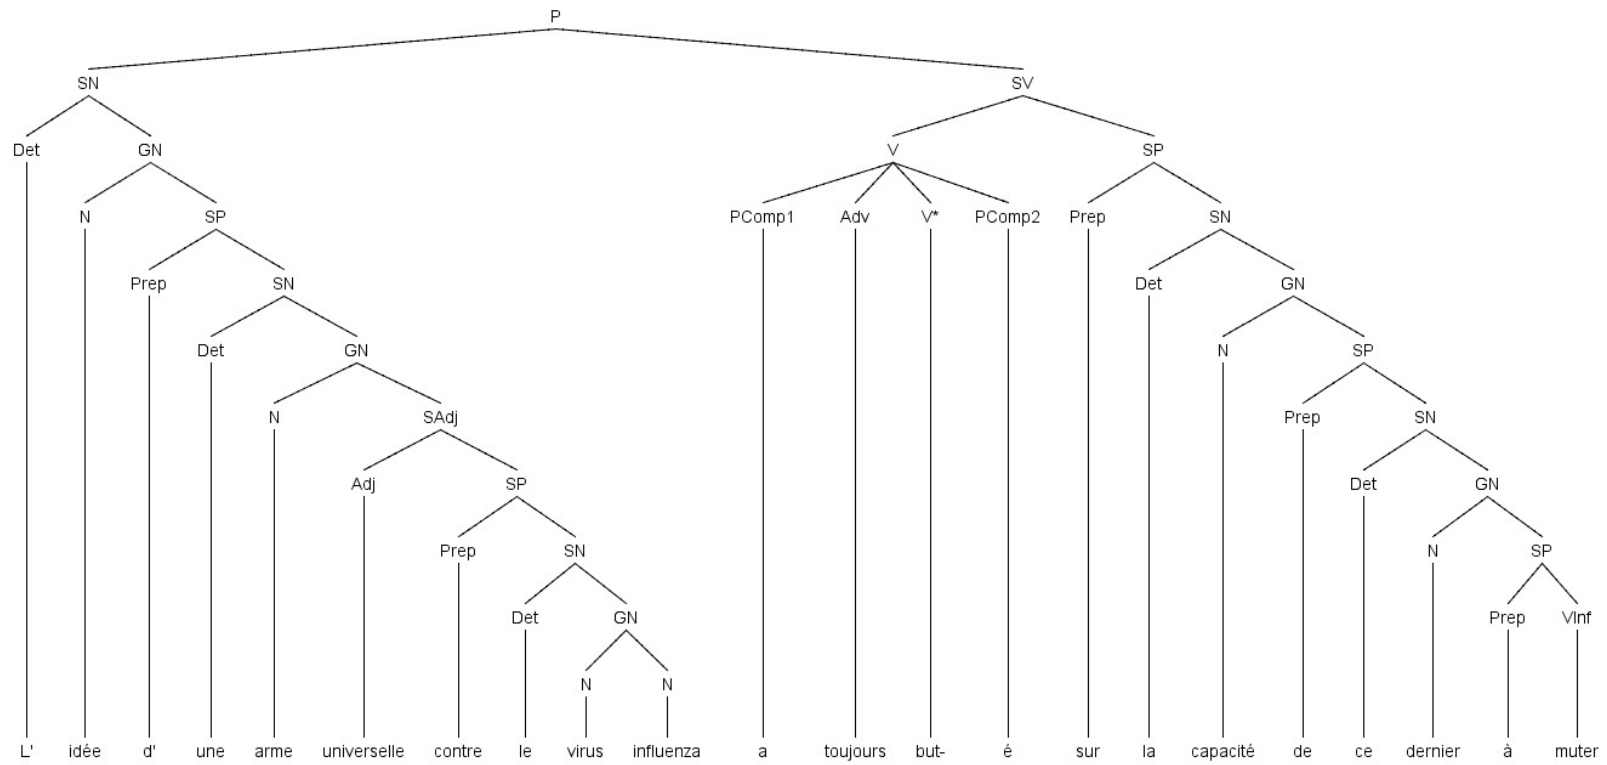 P
SN SV
Det GN V SP
N SP PComp1 Adv V* PComp2 Prep SN
Prep SN Det GN
Det GN N SP
N SAdj Prep SN
Adj SP Det GN
Prep SN N SP
Det GN Prep VInf
N N
L' idée d' une arme universelle contre le virus influenza a toujours but- é sur la capacité de ce dernier à muter